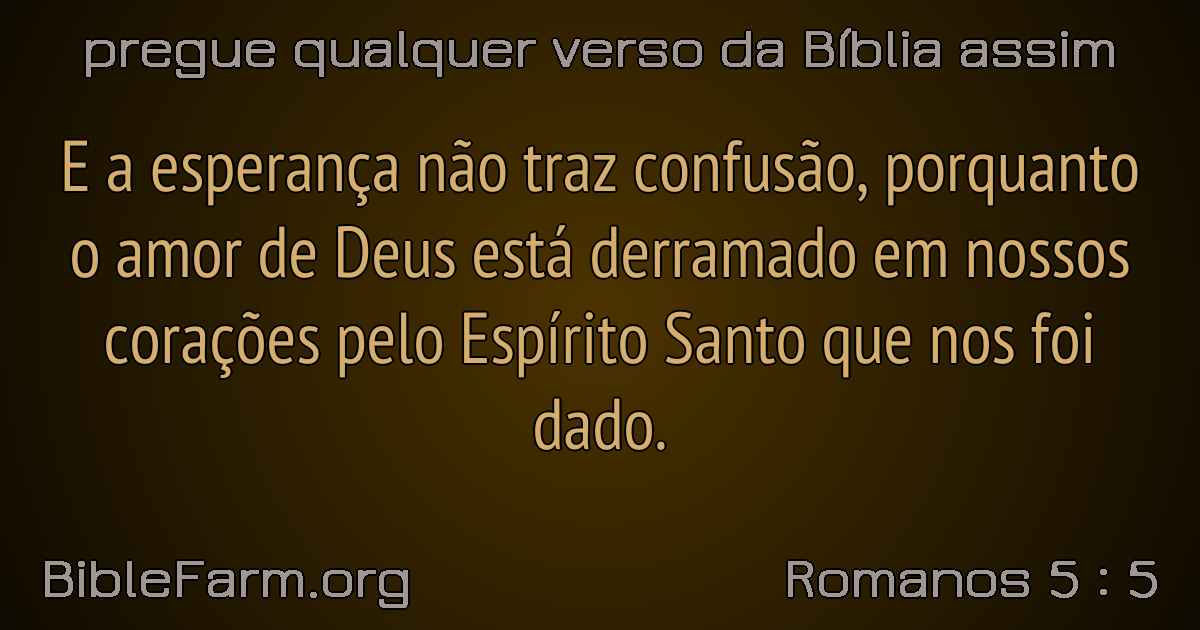 pregue qualquer verso da Bíblia assim
E a esperança não traz confusão, porquanto
o amor de Deus está derramado em nossos
corações pelo Espírito Santo que nos foi
dado.
BibleFarm.org
Romanos 5 : 5